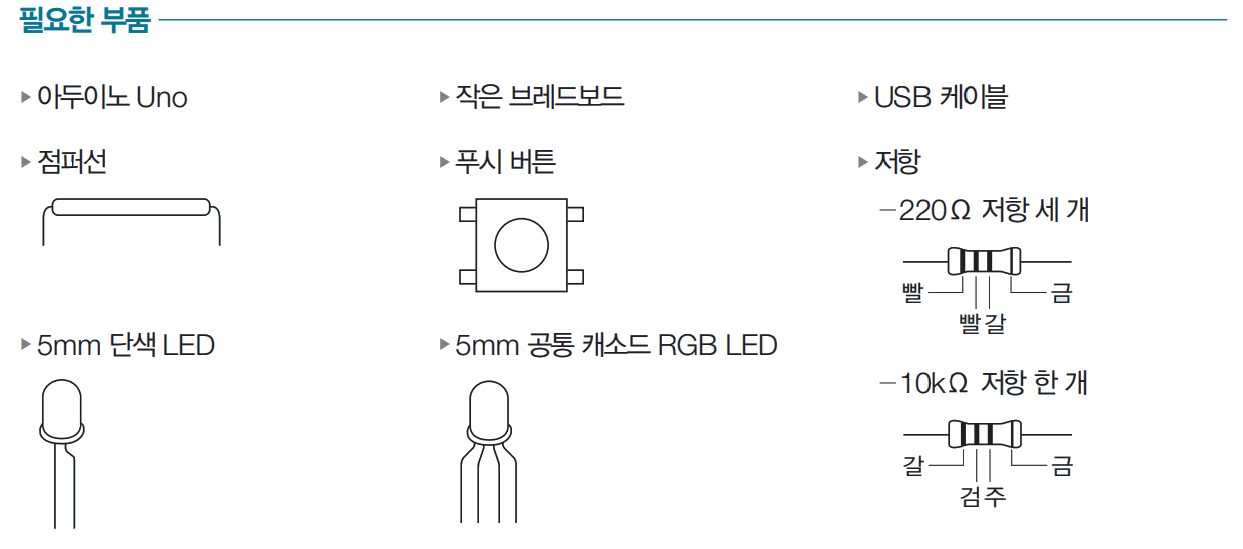 필요한 부품
▶ 아두이노 Uno
▶ 작은 브레드보드
▶ USB 케이블
▶ 점퍼선
▶ 푸시 버튼
▶ 저항
－220Ω 저항 세 개
빨
금
빨 갈
▶ 5mm 단색 LED
▶ 5mm 공통 캐소드 RGB LED
－10kΩ 저항 한 개
갈
금
검 주